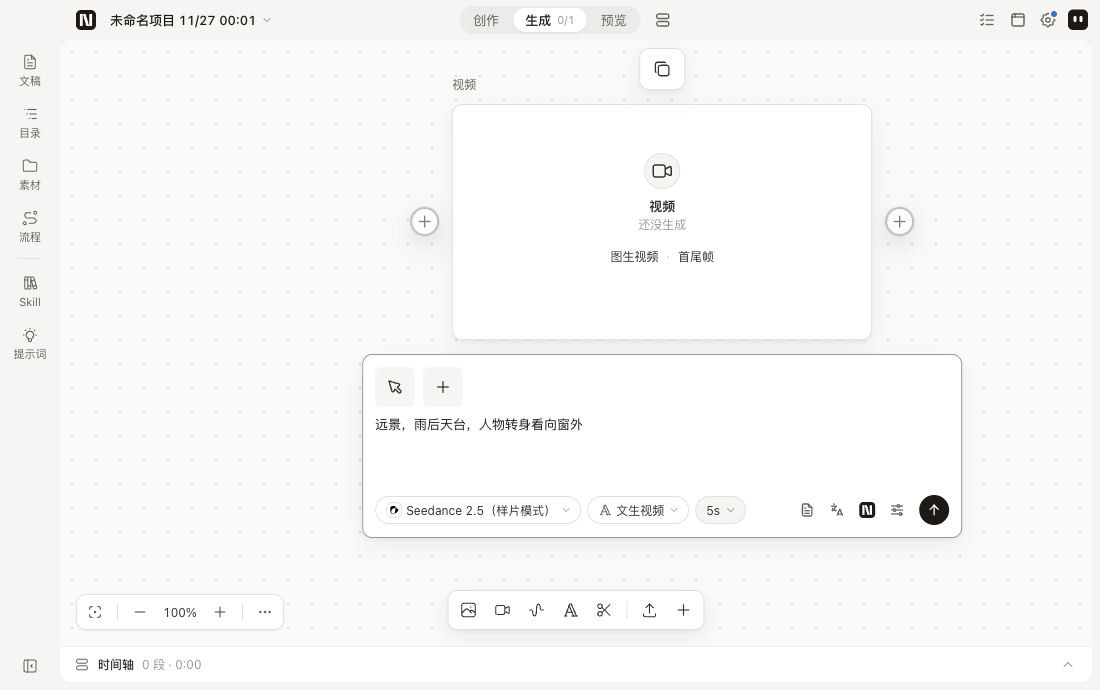 未命名项目 11/27 00:01
创作 生成 0/1 预览
文稿
目录
素材
流程
Skill
提示词
视频
视频
还没生成
图生视频 · 首尾帧
远景，雨后天台，人物转身看向窗外
Seedance 2.5（样片模式） 文生视频 5s
100%
时间轴 0 段 · 0:00